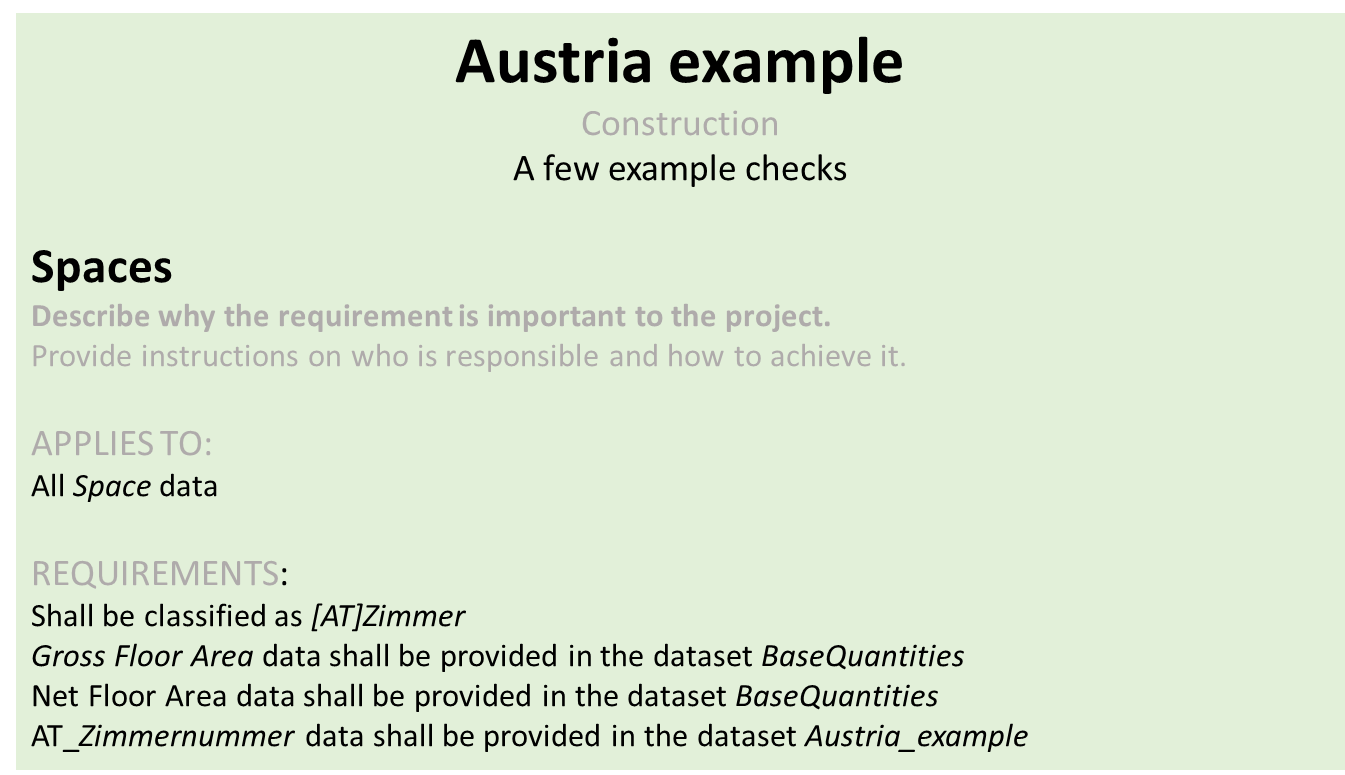 Austria example
Construction
A few example checks
Spaces
Describe why the requirement is important to the project.
Provide instructions on who is responsible and how to achieve it.
APPLIES TO:
All Space data
REQUIREMENTS:
Shall be classified as [AT]Zimmer
Gross Floor Area data shall be provided in the dataset BaseQuantities
Net Floor Area data shall be provided in the dataset BaseQuantities
AT_Zimmernummer data shall be provided in the dataset Austria_example